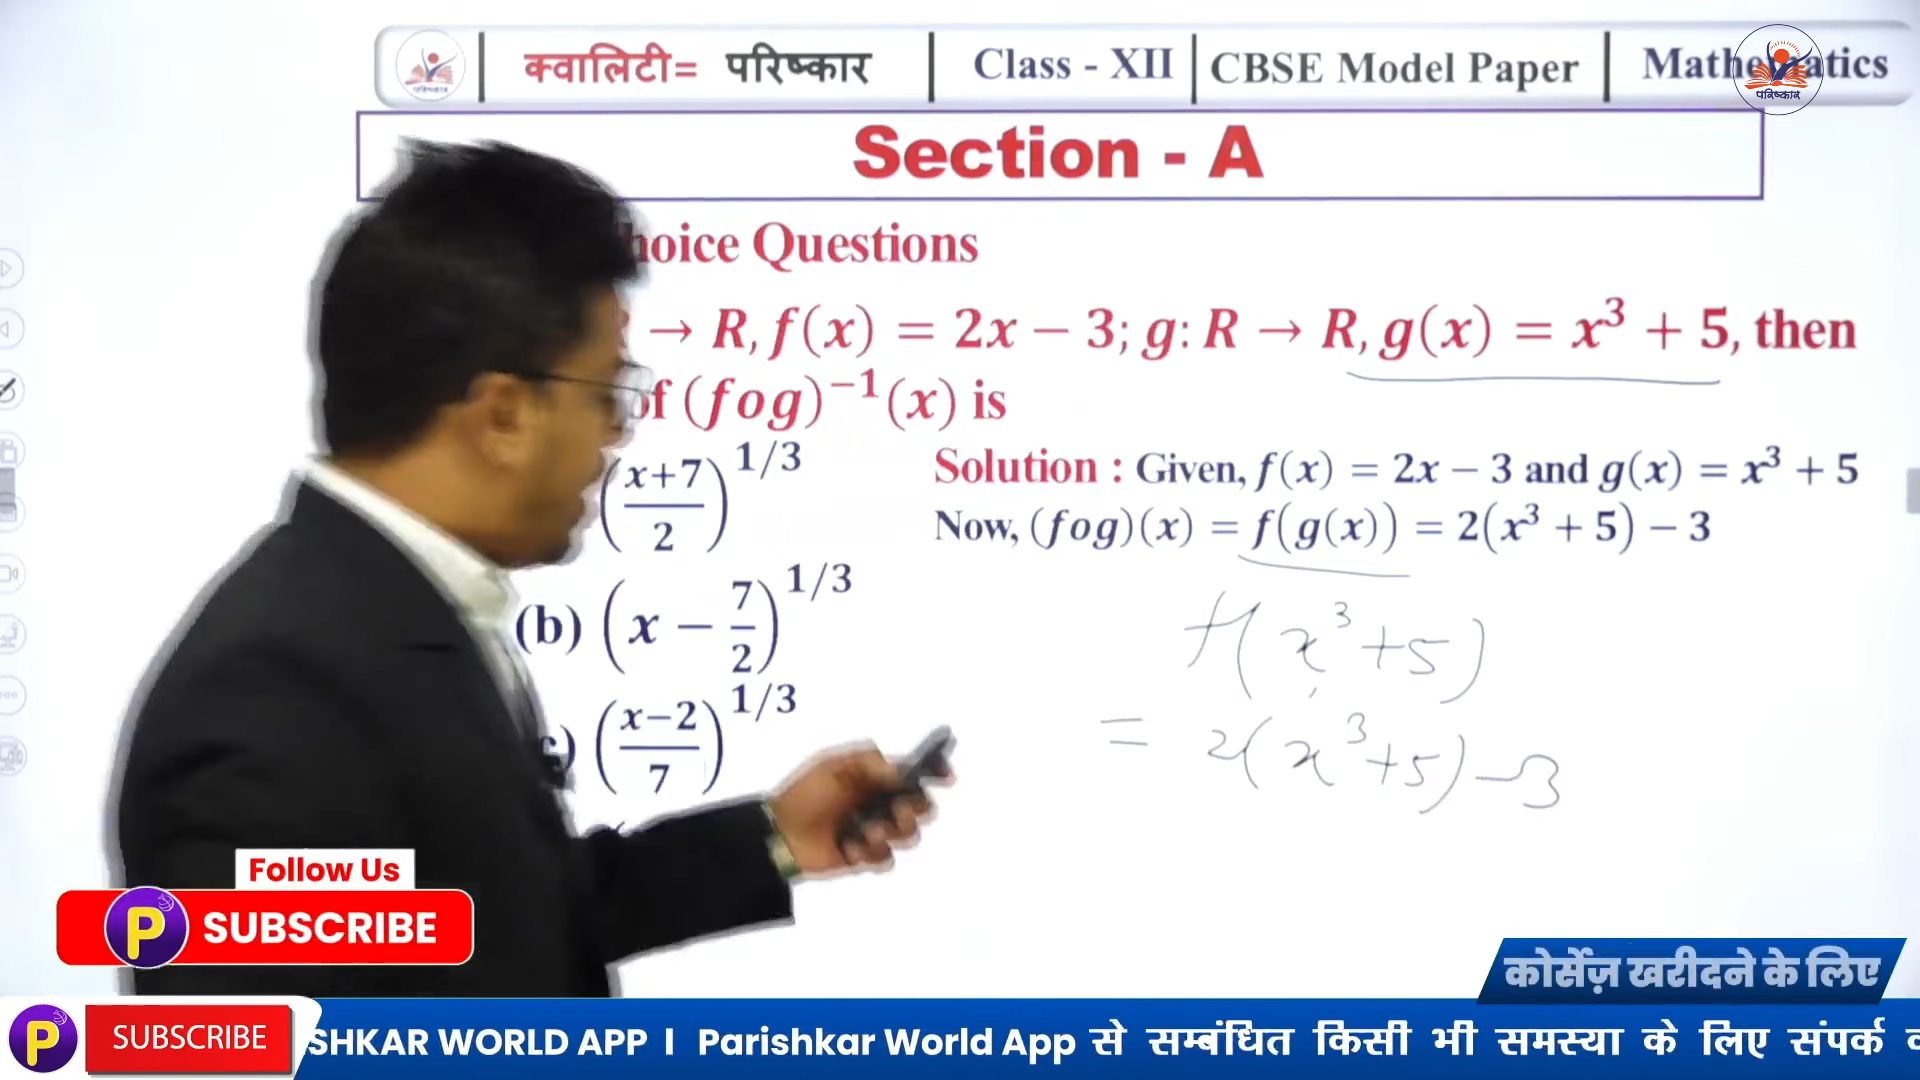 क्वालिटी= परिष्कार Class - XII CBSE Model Paper Mathematics
परिष्कार
Section - A
Choice Questions
→ R, f(x) = 2x − 3; g: R → R, g(x) = x³ + 5, then
of (fog)⁻¹(x) is
((x+7)/2)^1/3
(b) (x − 7/2)^1/3
c) ((x−2)/7)^1/3
Solution : Given, f(x) = 2x − 3 and g(x) = x³ + 5
Now, (fog)(x) = f(g(x)) = 2(x³ + 5) − 3
f(x³+5)
= 2(x³+5)−3
Follow Us
P SUBSCRIBE
कोर्सेज़ खरीदने के लिए
P SUBSCRIBE
SHKAR WORLD APP I Parishkar World App से सम्बंधित किसी भी समस्या के लिए संपर्क